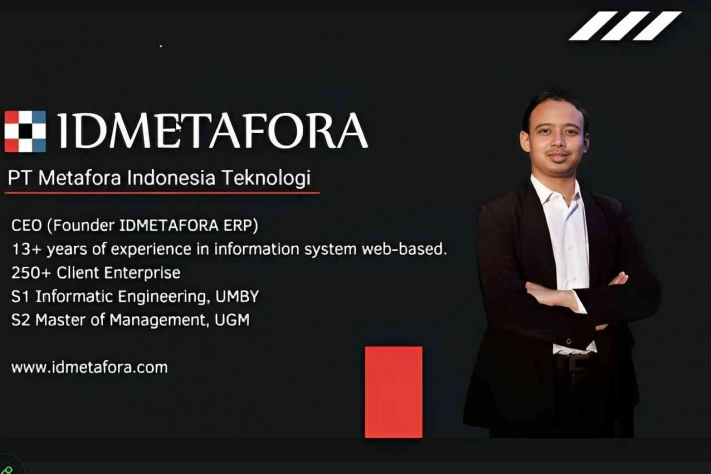 IDMETAFORA
PT Metafora Indonesia Teknologi
CEO (Founder IDMETAFORA ERP)
13+ years of experience in information system web-based.
250+ Client Enterprise
S1 Informatic Engineering, UMBY
S2 Master of Management, UGM
www.idmetafora.com